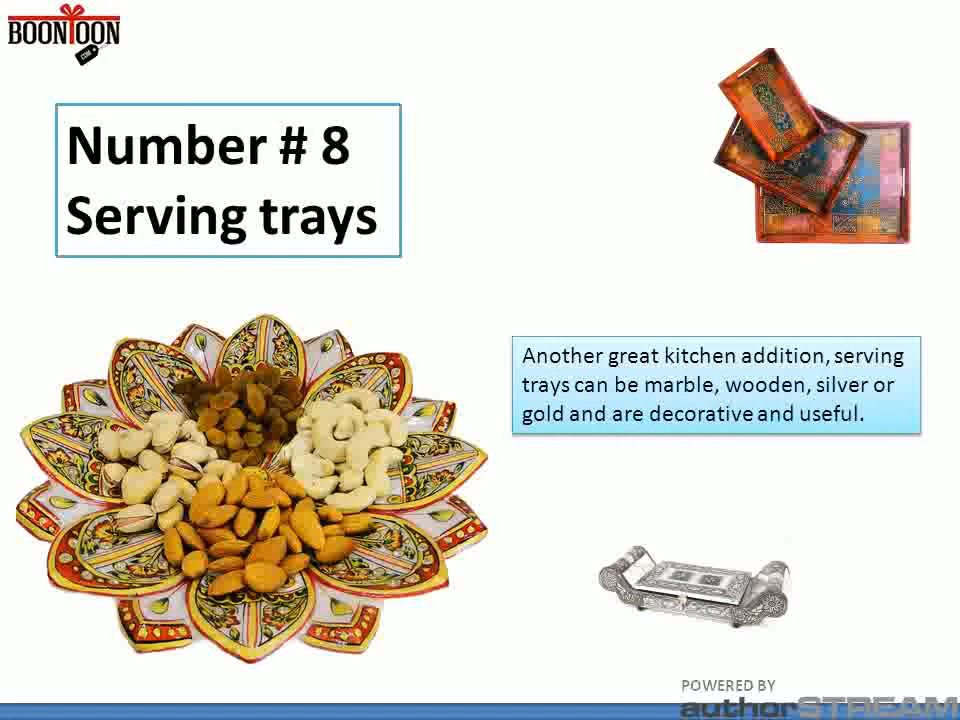 BOONTOON
.COM
Number # 8
Serving trays
Another great kitchen addition, serving
trays can be marble, wooden, silver or
gold and are decorative and useful.
POWERED BY
authorSTREAM